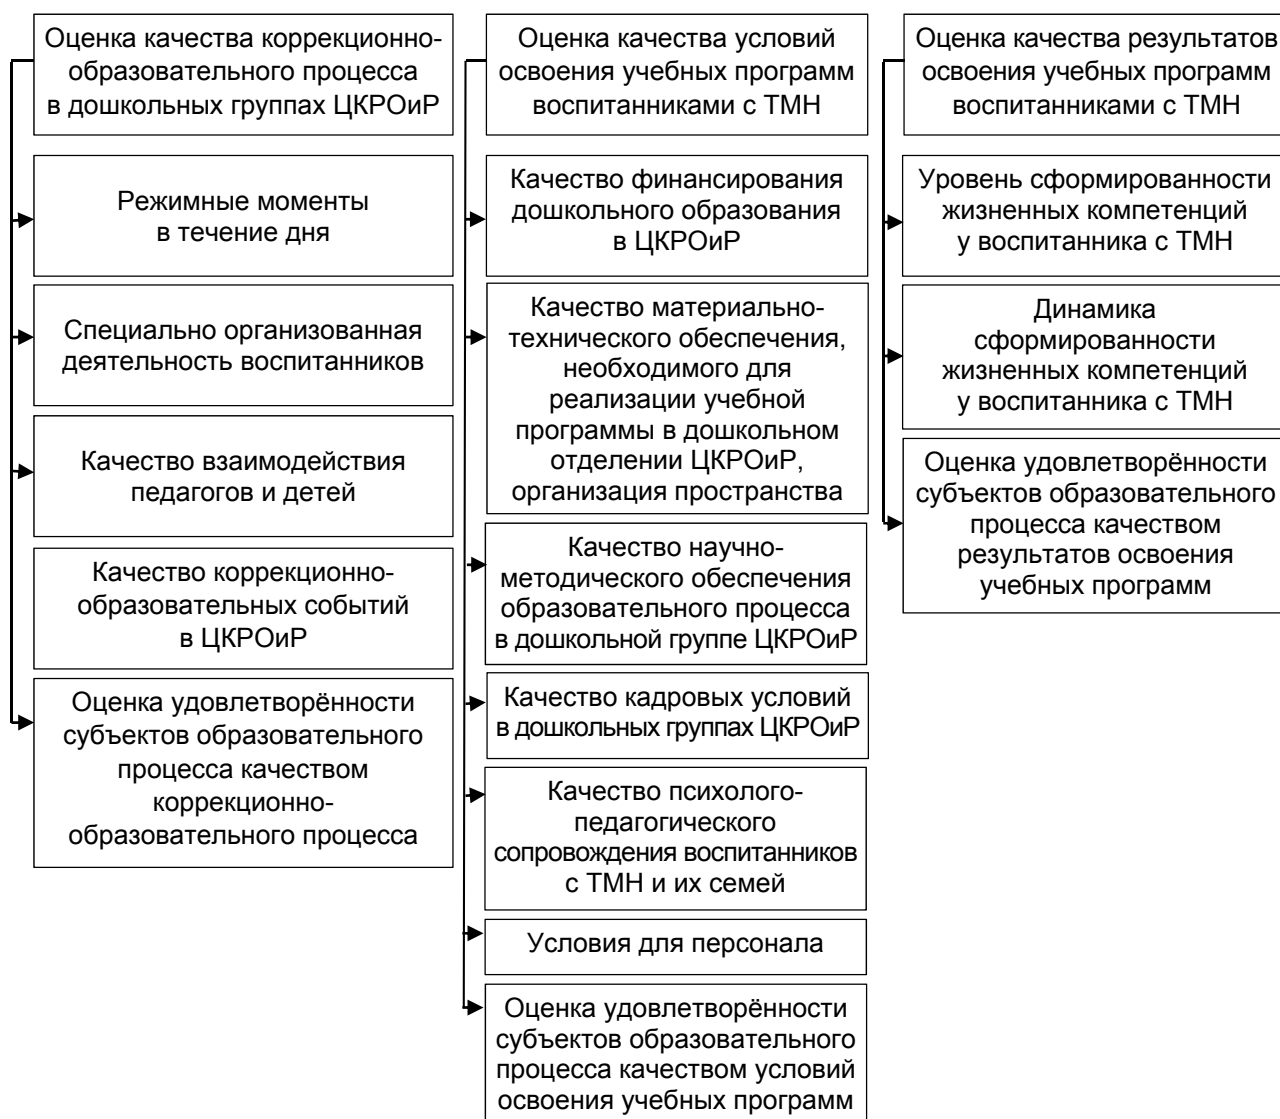 Оценка качества коррекционно-
образовательного процесса
в дошкольных группах ЦКРОиР
Режимные моменты
в течение дня
Специально организованная
деятельность воспитанников
Качество взаимодействия
педагогов и детей
Качество коррекционно-
образовательных событий
в ЦКРОиР
Оценка удовлетворённости
субъектов образовательного
процесса качеством
коррекционно-
образовательного процесса
Оценка качества условий
освоения учебных программ
воспитанниками с ТМН
Качество финансирования
дошкольного образования
в ЦКРОиР
Качество материально-
технического обеспечения,
необходимого для
реализации учебной
программы в дошкольном
отделении ЦКРОиР,
организация пространства
Качество научно-
методического обеспечения
образовательного процесса
в дошкольной группе ЦКРОиР
Качество кадровых условий
в дошкольных группах ЦКРОиР
Качество психолого-
педагогического
сопровождения воспитанников
с ТМН и их семей
Условия для персонала
Оценка удовлетворённости
субъектов образовательного
процесса качеством условий
освоения учебных программ
Оценка качества результатов
освоения учебных программ
воспитанниками с ТМН
Уровень сформированности
жизненных компетенций
у воспитанника с ТМН
Динамика
сформированности
жизненных компетенций
у воспитанника с ТМН
Оценка удовлетворённости
субъектов образовательного
процесса качеством
результатов освоения
учебных программ